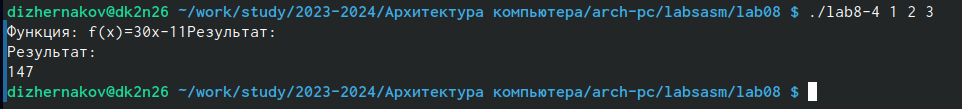 dizhernakov@dk2n26 ~/work/study/2023-2024/Архитектура компьютера/arch-pc/labsasm/lab08 $ ./lab8-4 1 2 3
Функция: f(x)=30x-11Результат:
Результат:
147
dizhernakov@dk2n26 ~/work/study/2023-2024/Архитектура компьютера/arch-pc/labsasm/lab08 $